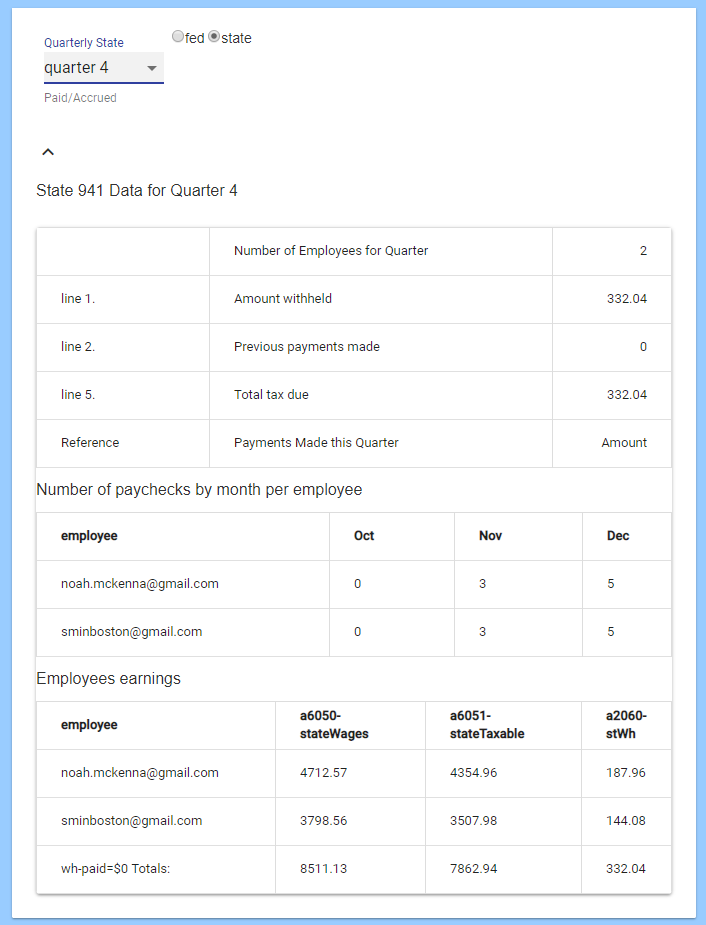 Quarterly State
fed state
quarter 4
Paid/Accrued
State 941 Data for Quarter 4
Number of Employees for Quarter 2
line 1. Amount withheld 332.04
line 2. Previous payments made 0
line 5. Total tax due 332.04
Reference Payments Made this Quarter Amount
Number of paychecks by month per employee
employee Oct Nov Dec
noah.mckenna@gmail.com 0 3 5
sminboston@gmail.com 0 3 5
Employees earnings
employee a6050-stateWages a6051-stateTaxable a2060-stWh
noah.mckenna@gmail.com 4712.57 4354.96 187.96
sminboston@gmail.com 3798.56 3507.98 144.08
wh-paid=$0 Totals: 8511.13 7862.94 332.04